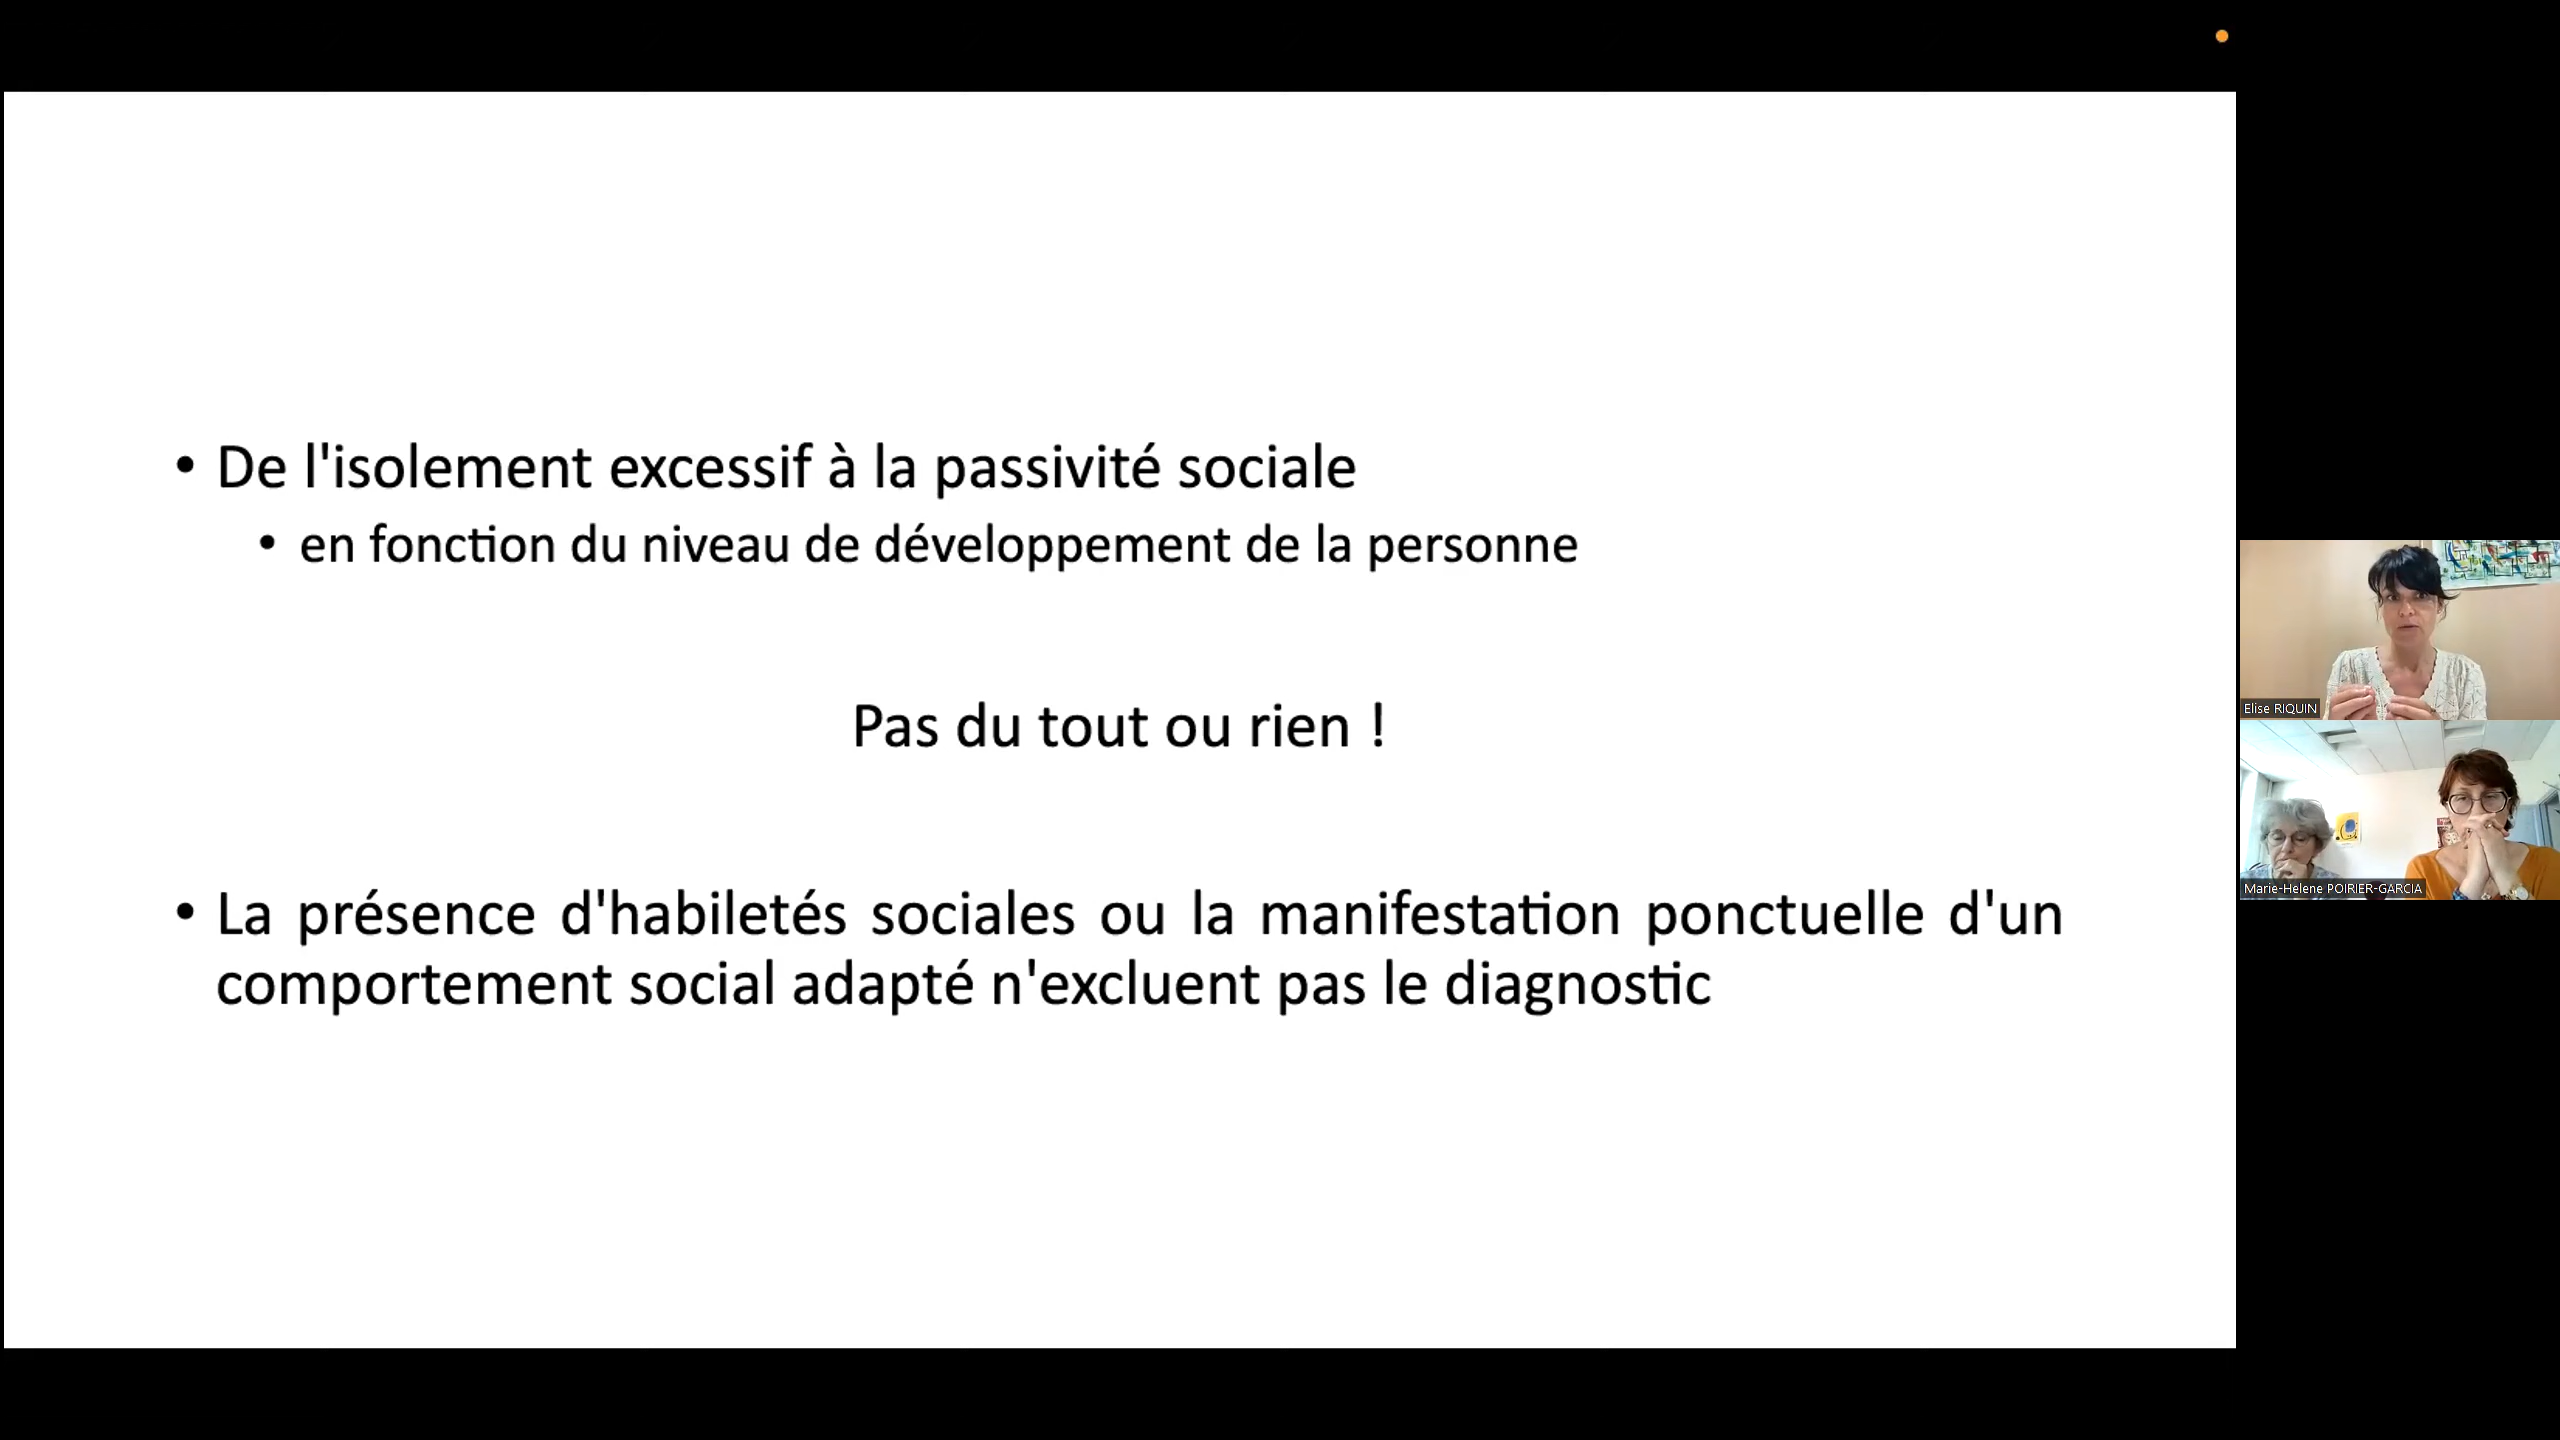 • De l'isolement excessif à la passivité sociale
• en fonction du niveau de développement de la personne
Pas du tout ou rien !
• La présence d'habiletés sociales ou la manifestation ponctuelle d'un
comportement social adapté n'excluent pas le diagnostic
Elise RIQUIN
Marie-Helene POIRIER-GARCIA